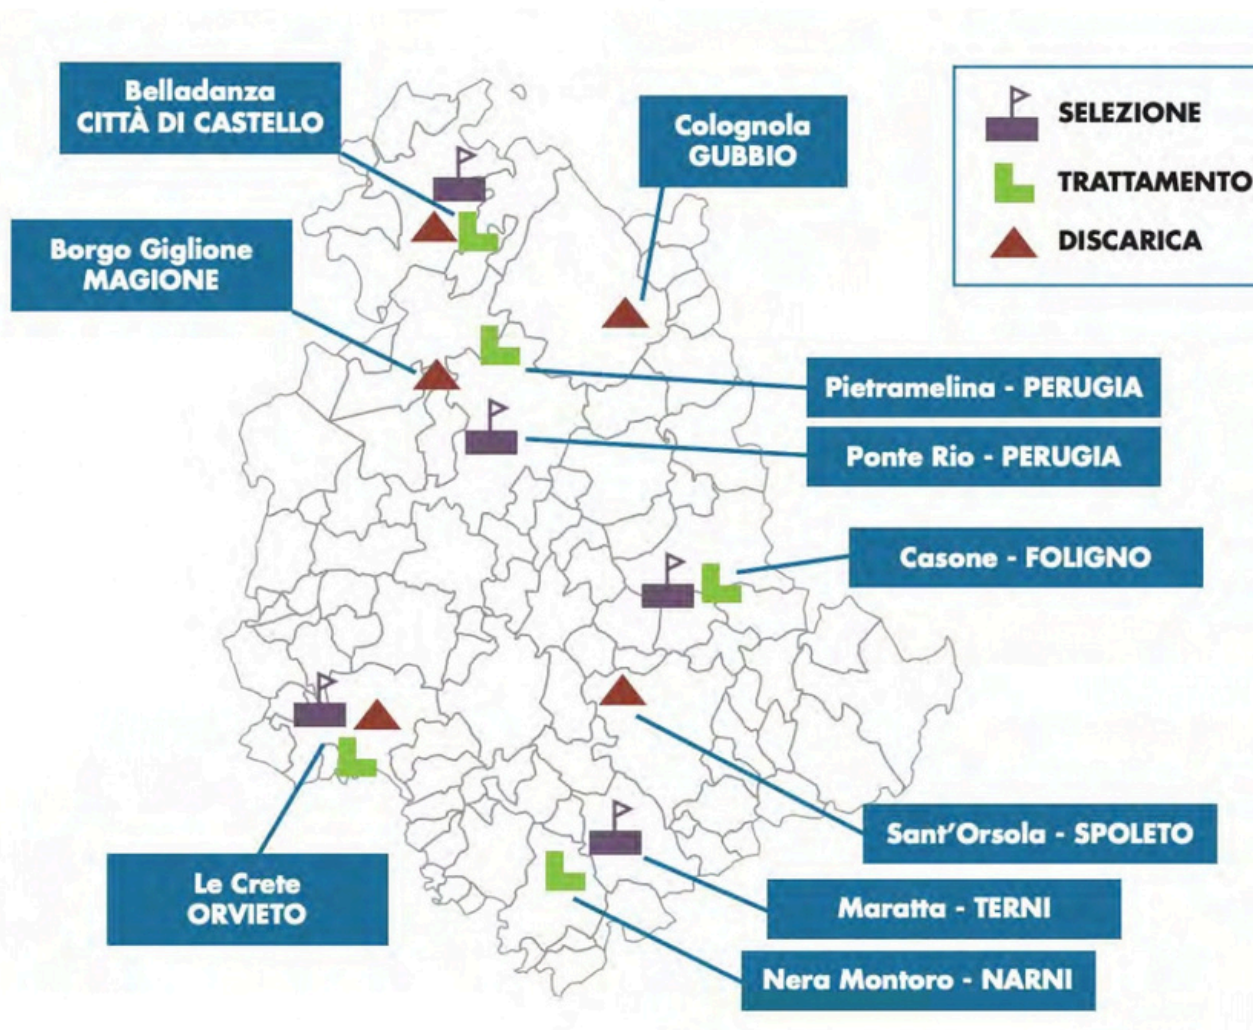 Belladanza
CITTÀ DI CASTELLO
Colognola
GUBBIO
SELEZIONE
TRATTAMENTO
DISCARICA
Borgo Giglione
MAGIONE
Pietramelina - PERUGIA
Ponte Rio - PERUGIA
Casone - FOLIGNO
Sant'Orsola - SPOLETO
Le Crete
ORVIETO
Maratta - TERNI
Nera Montoro - NARNI